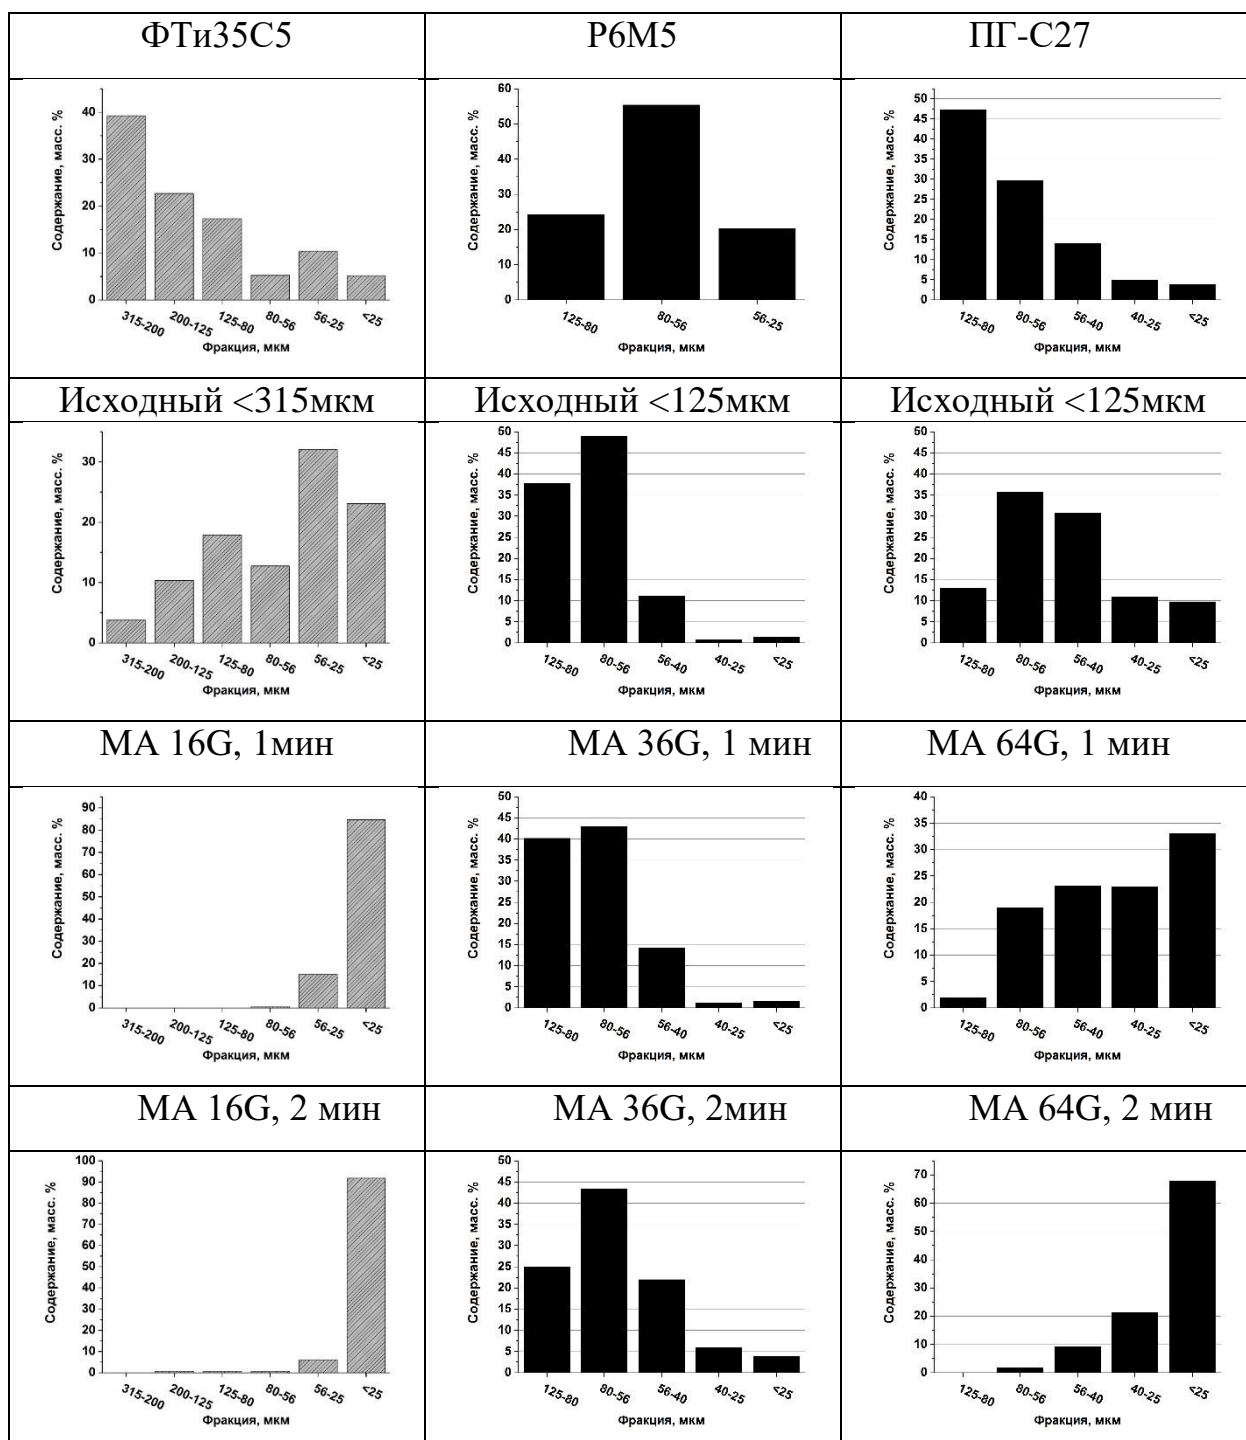 ФТи35С5
Р6М5
ПГ-С27
Содержание, масс. %
40
30
20
10
0
315-200 200-125 125-80 80-56 56-25 <25
Фракция, мкм
Содержание, масс. %
60
50
40
30
20
10
0
125-80 80-56 56-25
Фракция, мкм
Содержание, масс. %
50
45
40
35
30
25
20
15
10
5
0
125-80 80-56 56-40 40-25 <25
Фракция, мкм
Исходный <315мкм
Исходный <125мкм
Исходный <125мкм
Содержание, масс. %
30
20
10
0
315-200 200-125 125-80 80-56 56-25 <25
Фракция, мкм
Содержание, масс. %
50
45
40
35
30
25
20
15
10
5
0
125-80 80-56 56-40 40-25 <25
Фракция, мкм
Содержание, масс. %
50
45
40
35
30
25
20
15
10
5
0
125-80 80-56 56-40 40-25 <25
Фракция, мкм
МА 16G, 1мин
МА 36G, 1 мин
МА 64G, 1 мин
Содержание, масс. %
90
80
70
60
50
40
30
20
10
0
315-200 200-125 125-80 80-56 56-25 <25
Фракция, мкм
Содержание, масс. %
50
45
40
35
30
25
20
15
10
5
0
125-80 80-56 56-40 40-25 <25
Фракция, мкм
Содержание, масс. %
40
35
30
25
20
15
10
5
0
125-80 80-56 56-40 40-25 <25
Фракция, мкм
МА 16G, 2 мин
МА 36G, 2мин
МА 64G, 2 мин
Содержание, масс. %
100
90
80
70
60
50
40
30
20
10
0
315-200 200-125 125-80 80-56 56-25 <25
Фракция, мкм
Содержание, масс. %
50
45
40
35
30
25
20
15
10
5
0
125-80 80-56 56-40 40-25 <25
Фракция, мкм
Содержание, масс. %
70
60
50
40
30
20
10
0
125-80 80-56 56-40 40-25 <25
Фракция, мкм